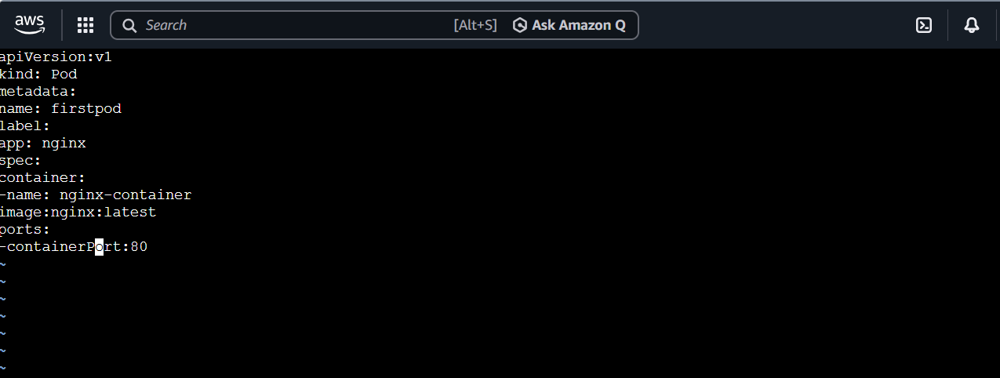 aws Search [Alt+S] Ask Amazon Q
apiVersion:v1
kind: Pod
metadata:
name: firstpod
label:
app: nginx
spec:
container:
-name: nginx-container
image:nginx:latest
ports:
-containerPort:80
~
~
~
~
~
~
~